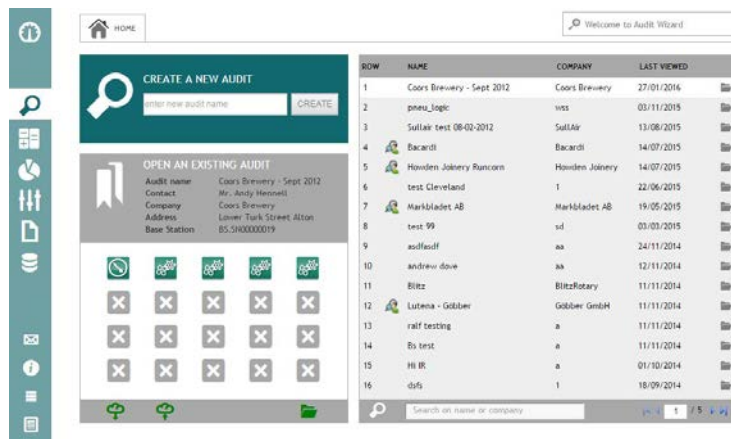 HOME
Welcome to Audit Wizard
CREATE A NEW AUDIT
enter new audit name
CREATE
OPEN AN EXISTING AUDIT
Audit name Coors Brewery - Sept 2012
Contact Mr. Andy Hennell
Company Coors Brewery
Address Lower Turk Street Alton
Base Station BS.SN00000019
ROW NAME COMPANY LAST VIEWED
1 Coors Brewery - Sept 2012 Coors Brewery 27/01/2016
2 pneu_logic wss 03/11/2015
3 Sullair test 08-02-2012 SullAir 13/08/2015
4 Bacardi Bacardi 14/07/2015
5 Howden Joinery Runcorn Howden Joinery 14/07/2015
6 test Cleveland 1 22/06/2015
7 Markbladet AB Markbladet AB 19/05/2015
8 test 99 sd 03/03/2015
9 asdfasdf aa 24/11/2014
10 andrew dove aa 12/11/2014
11 Blitz BlitzRotary 11/11/2014
12 Lutena - Göbber Göbber GmbH 11/11/2014
13 ralf testing a 11/11/2014
14 Bs test a 11/11/2014
15 Hi IR a 01/10/2014
16 dsfs 1 18/09/2014
Search on name or company
1 / 5